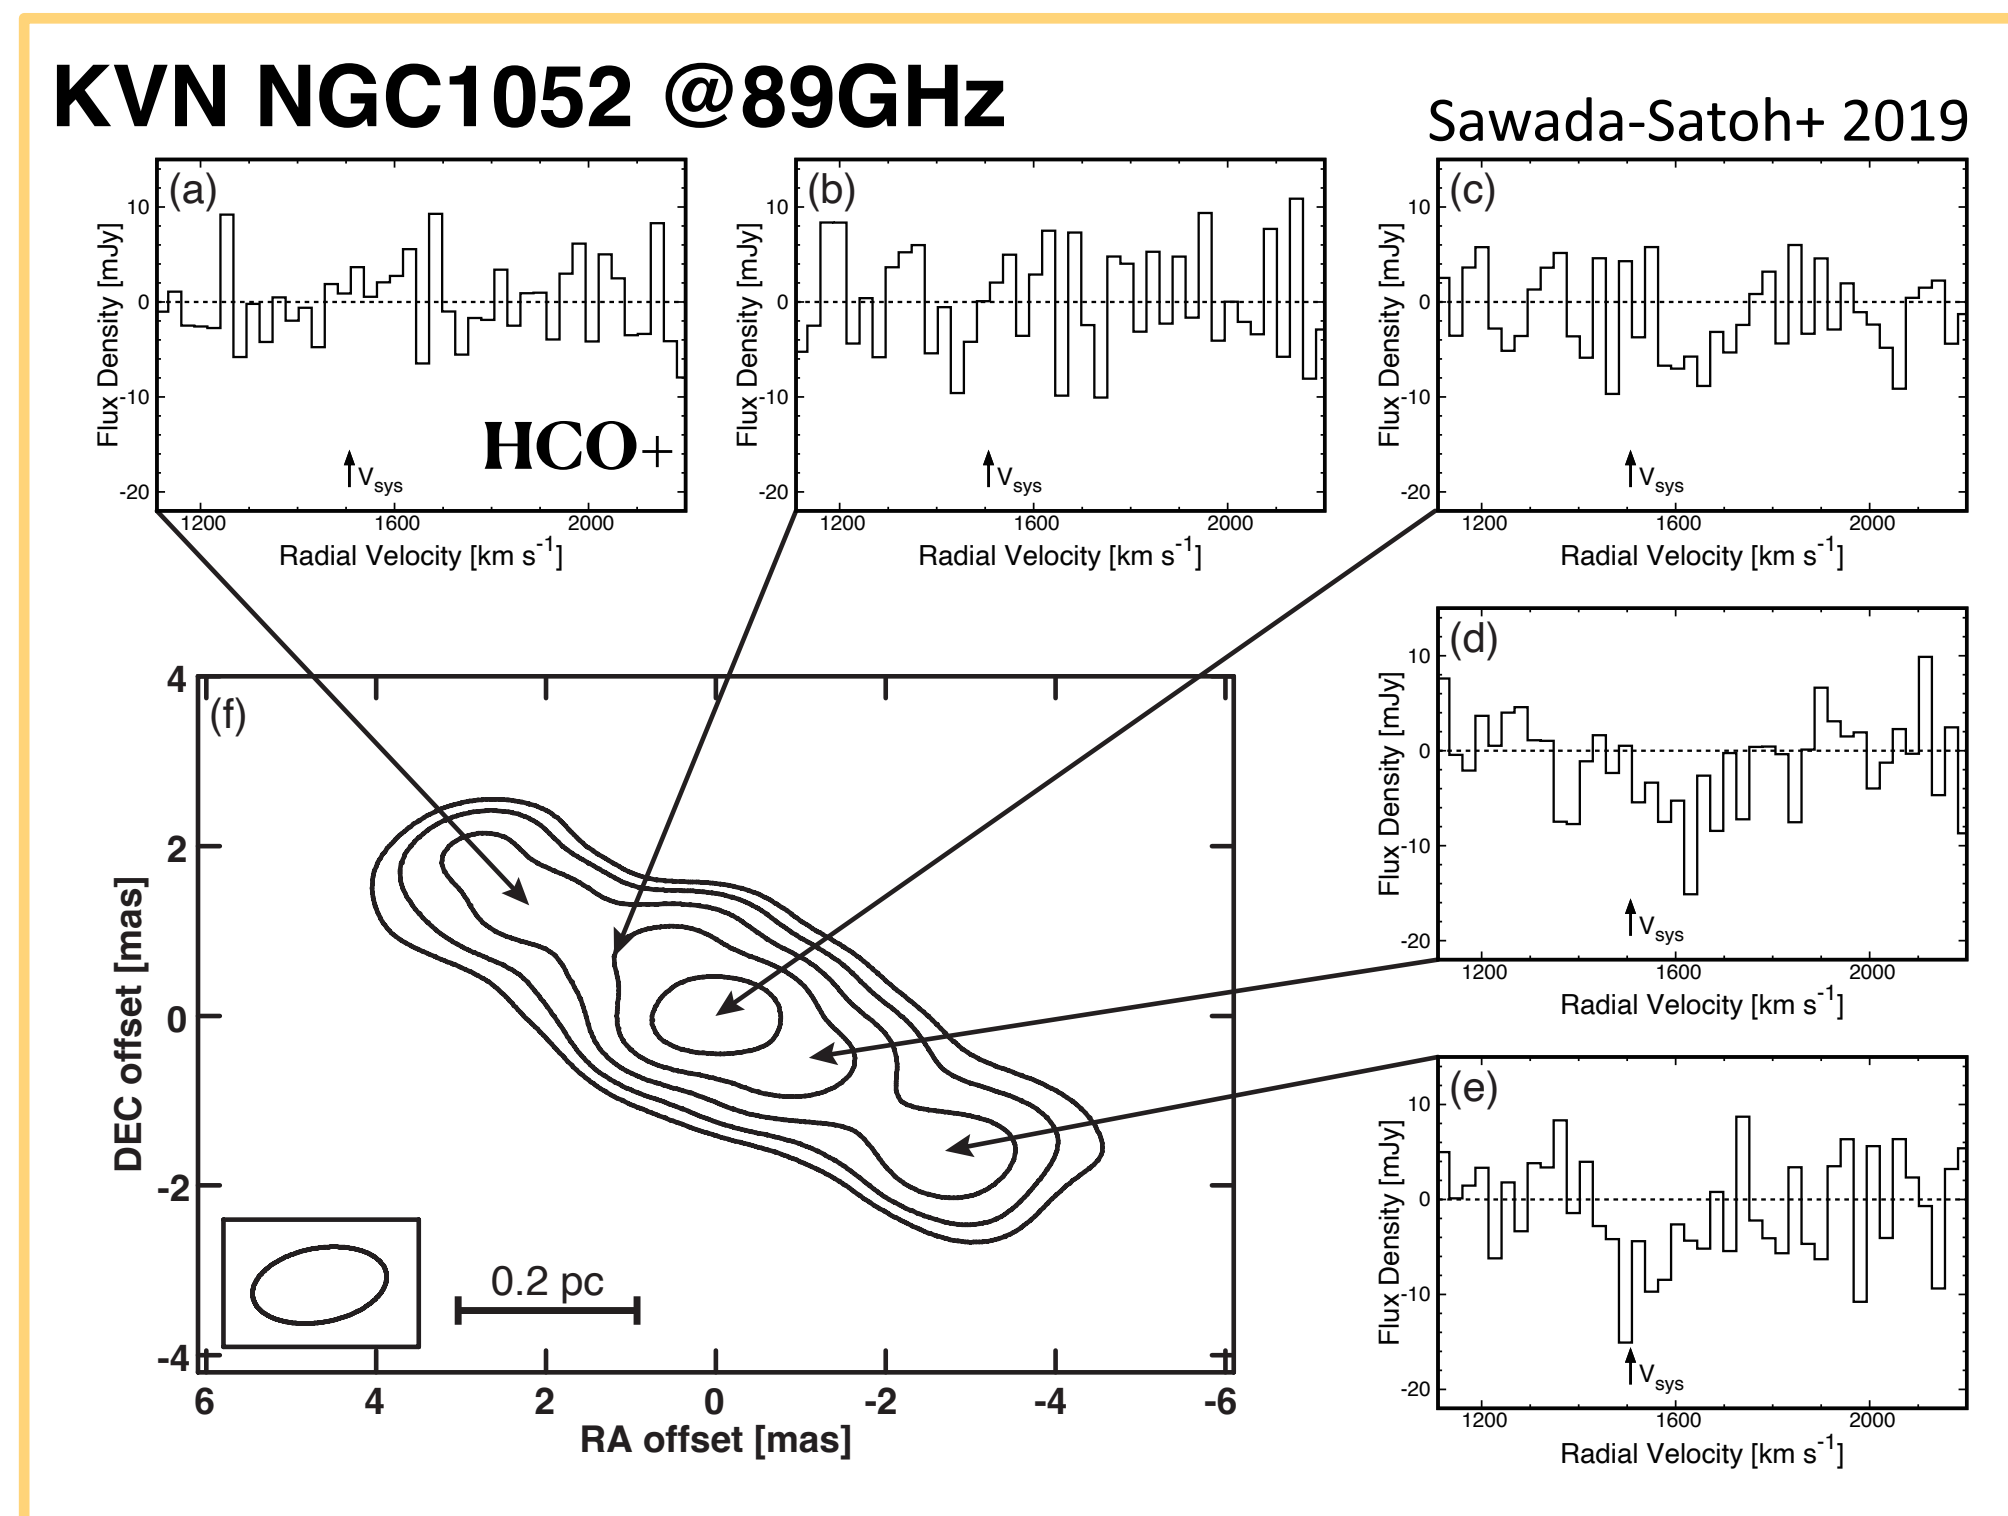 KVN NGC1052 @89GHz
Sawada-Satoh+ 2019
(a)
Flux Density [mJy]
10
0
-10
-20
HCO+
Vsys
1200 1600 2000
Radial Velocity [km s-1]
(b)
Flux Density [mJy]
10
0
-10
-20
Vsys
1200 1600 2000
Radial Velocity [km s-1]
(c)
Flux Density [mJy]
10
0
-10
-20
Vsys
1200 1600 2000
Radial Velocity [km s-1]
(d)
Flux Density [mJy]
10
0
-10
-20
Vsys
1200 1600 2000
Radial Velocity [km s-1]
(e)
Flux Density [mJy]
10
0
-10
-20
Vsys
1200 1600 2000
Radial Velocity [km s-1]
(f)
DEC offset [mas]
4
2
0
-2
-4
0.2 pc
6 4 2 0 -2 -4 -6
RA offset [mas]